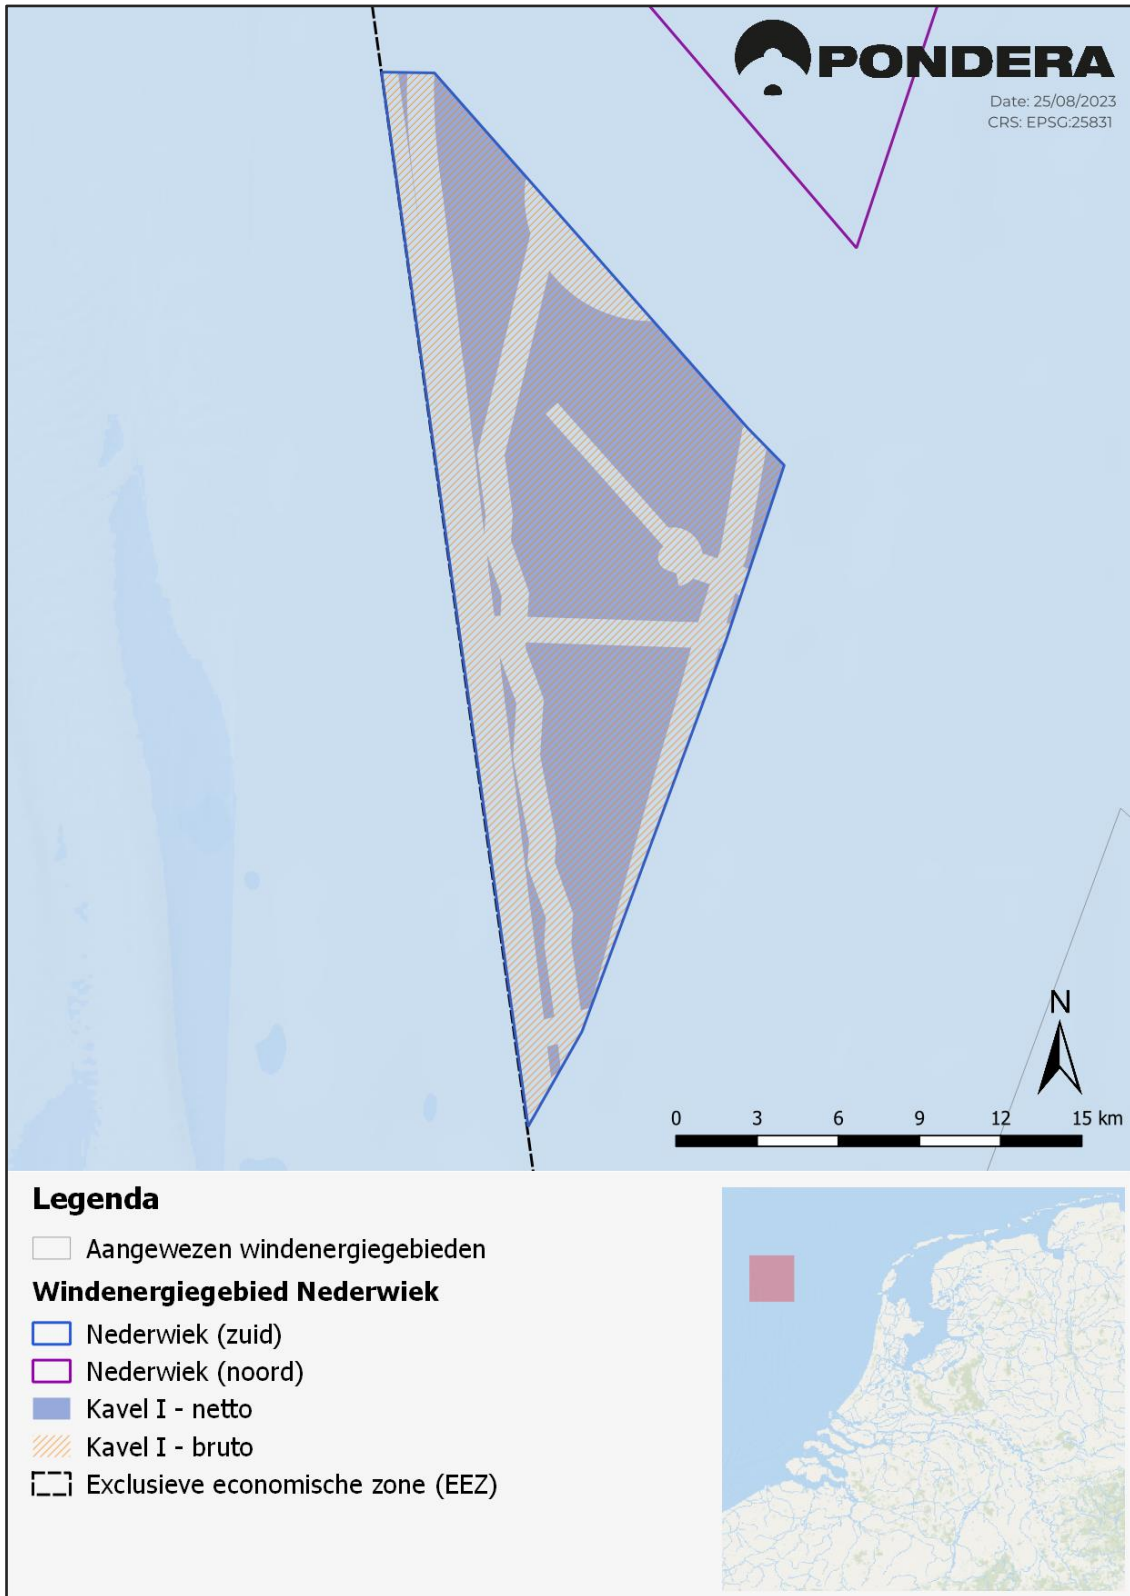 PONDERA
Date: 25/08/2023
CRS: EPSG:25831
N
0 3 6 9 12 15 km
Legenda
Aangewezen windenergiegebieden
Windenergiegebied Nederwiek
Nederwiek (zuid)
Nederwiek (noord)
Kavel I - netto
Kavel I - bruto
Exclusieve economische zone (EEZ)